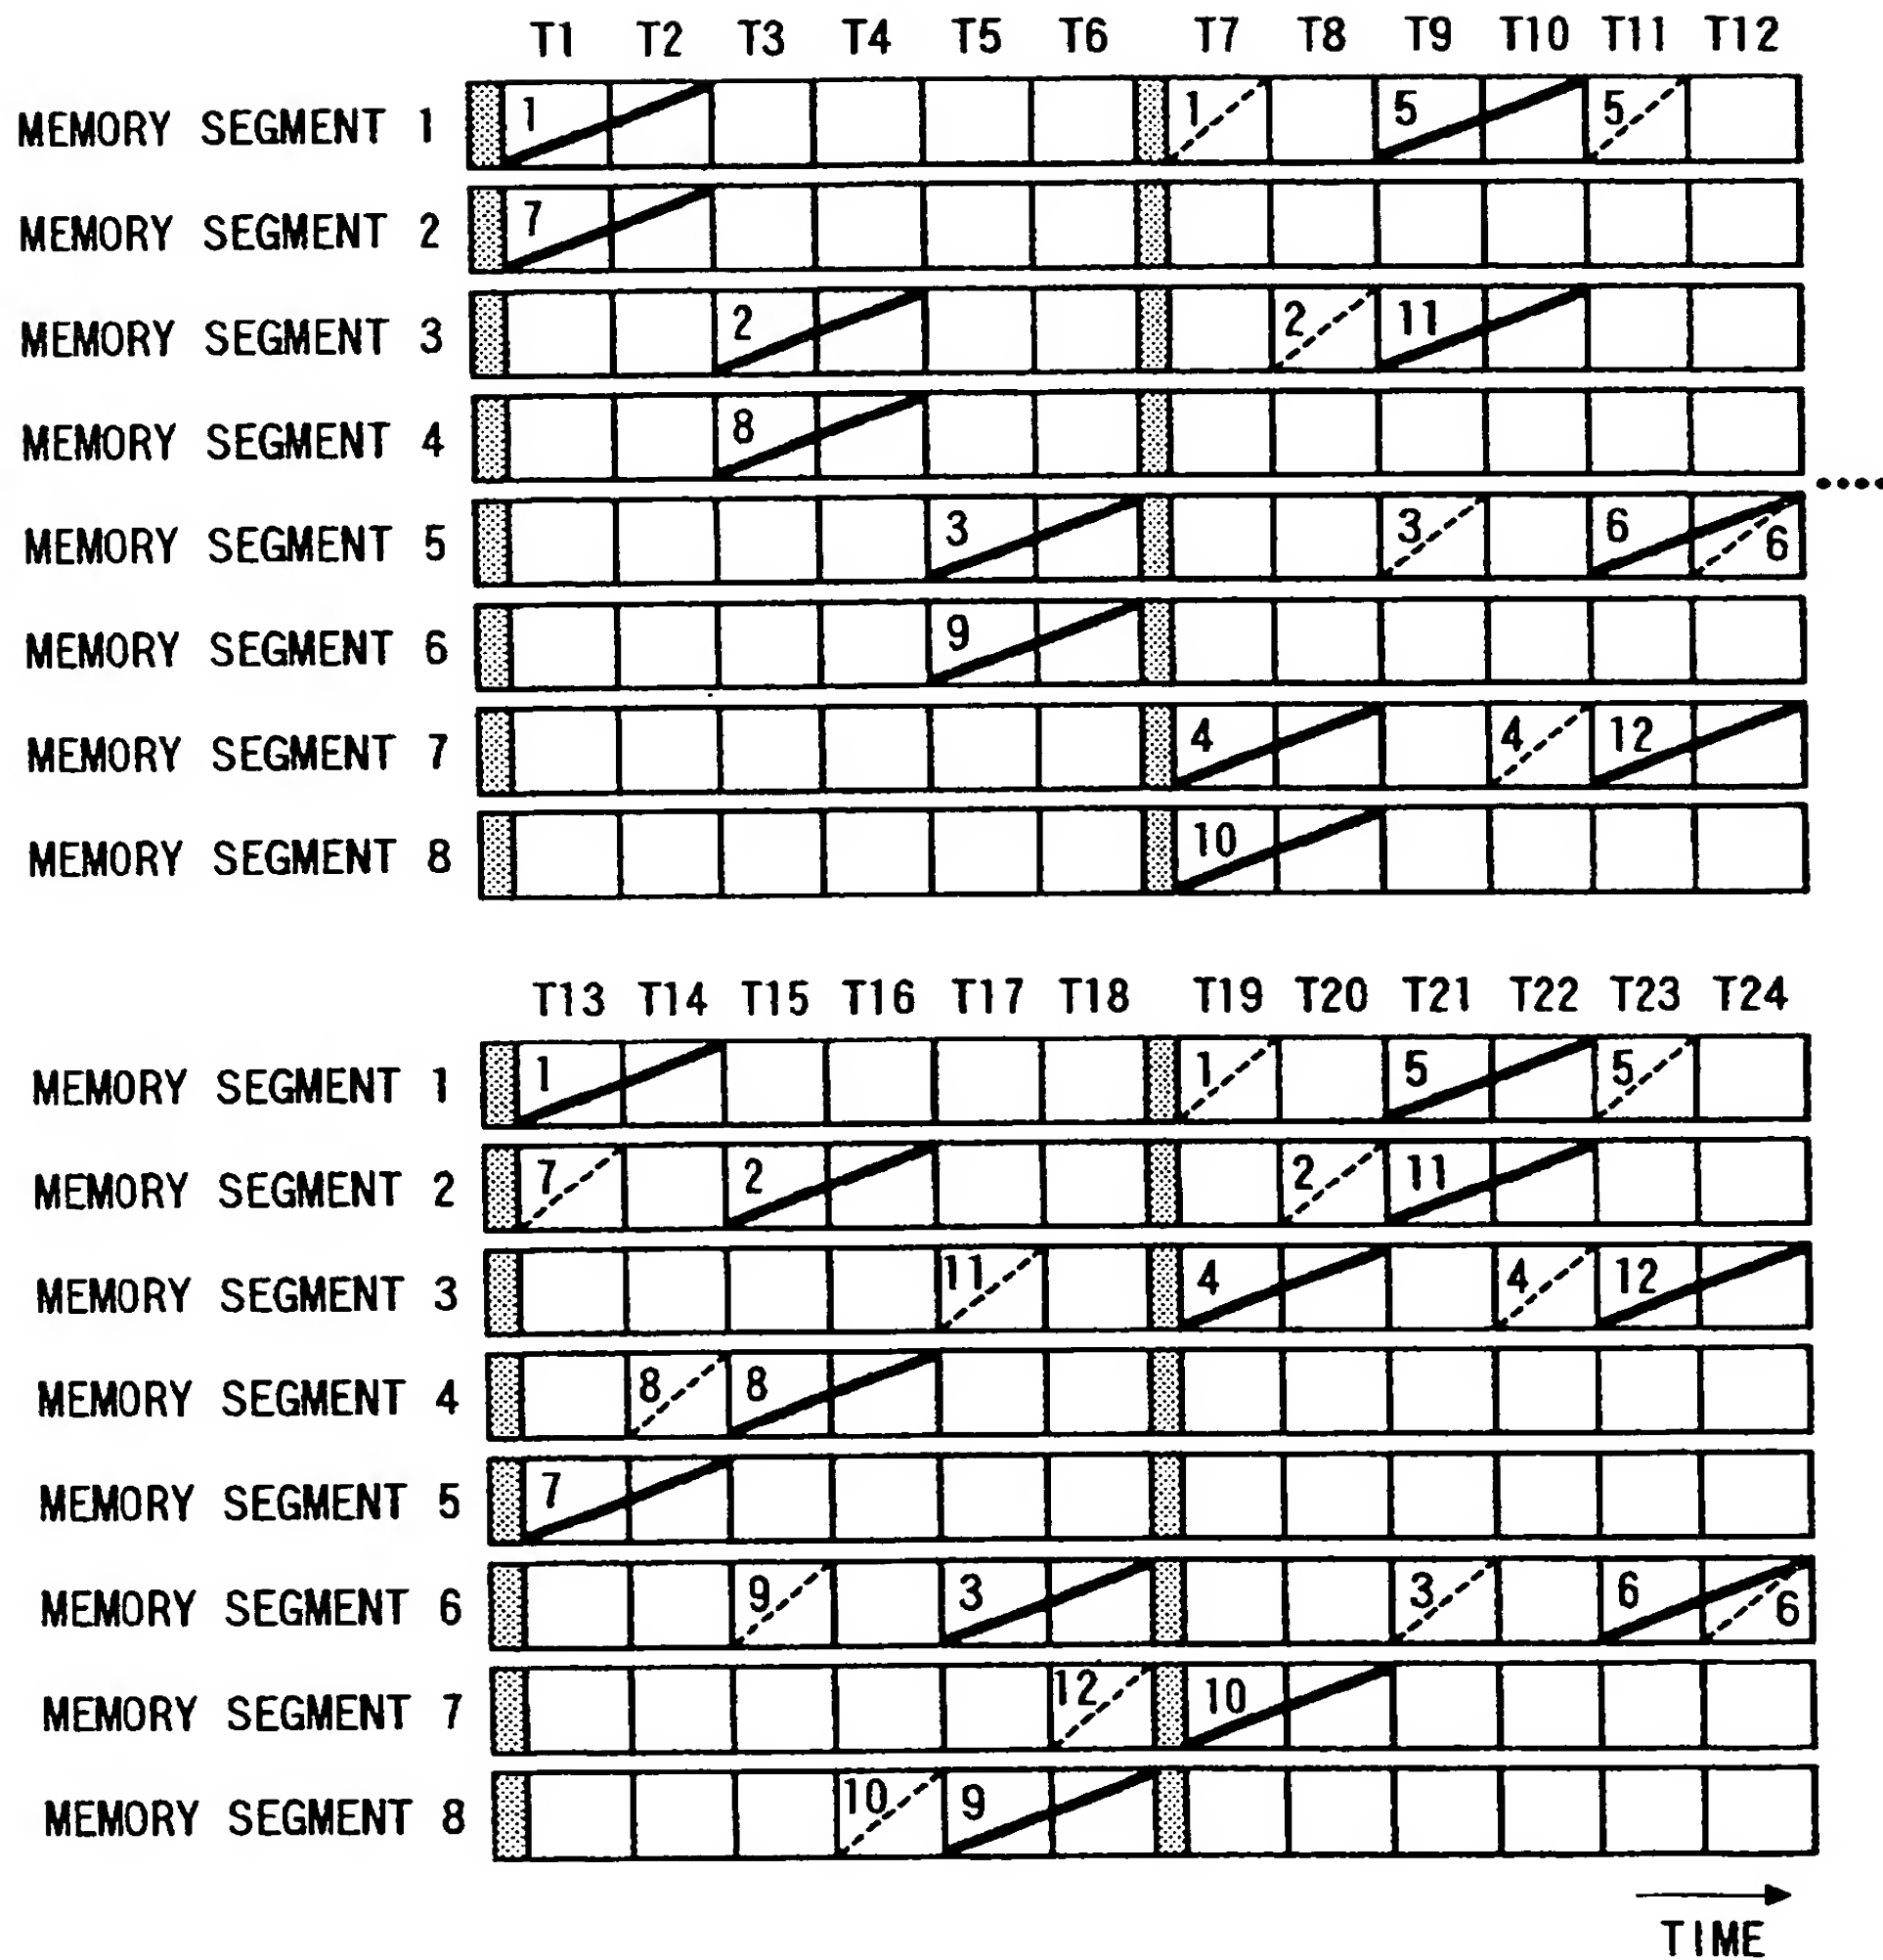 T1 T2 T3 T4 T5 T6 T7 T8 T9 T10 T11 T12
MEMORY SEGMENT 1 1 1 5 5
MEMORY SEGMENT 2 7
MEMORY SEGMENT 3 2 2 11
MEMORY SEGMENT 4 8
MEMORY SEGMENT 5 3 3 6 6
MEMORY SEGMENT 6 9
MEMORY SEGMENT 7 4 4 12
MEMORY SEGMENT 8 10
T13 T14 T15 T16 T17 T18 T19 T20 T21 T22 T23 T24
MEMORY SEGMENT 1 1 1 5 5
MEMORY SEGMENT 2 7 2 2 11
MEMORY SEGMENT 3 11 4 4 12
MEMORY SEGMENT 4 8 8
MEMORY SEGMENT 5 7
MEMORY SEGMENT 6 9 3 3 6 6
MEMORY SEGMENT 7 12 10
MEMORY SEGMENT 8 10 9
TIME